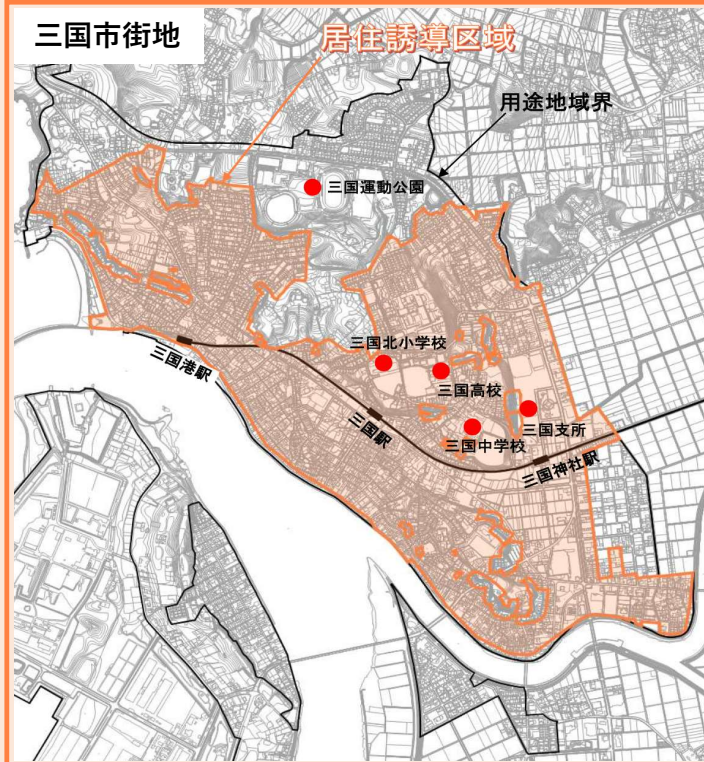 三国市街地
居住誘導区域
用途地域界
三国運動公園
三国北小学校
三国港駅
三国高校
三国駅
三国支所
三国中学校
三国神社駅